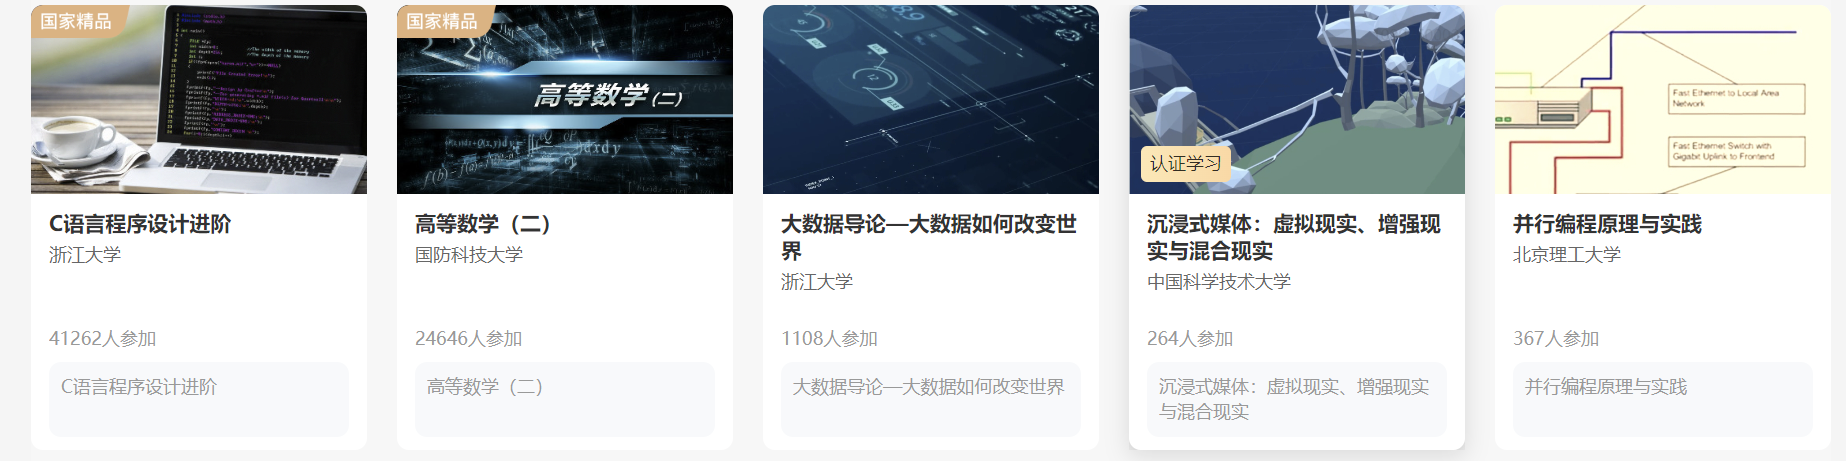 国家精品
C语言程序设计进阶
浙江大学
41262人参加
C语言程序设计进阶
国家精品
高等数学(二)
高等数学（二）
国防科技大学
24646人参加
高等数学（二）
大数据导论—大数据如何改变世
界
浙江大学
1108人参加
大数据导论—大数据如何改变世界
认证学习
沉浸式媒体：虚拟现实、增强现
实与混合现实
中国科学技术大学
264人参加
沉浸式媒体：虚拟现实、增强现实
与混合现实
Fast Ethernet to Local Area
Network
Fast Ethernet Switch with
Gigabit Uplink to Frontend
并行编程原理与实践
北京理工大学
367人参加
并行编程原理与实践